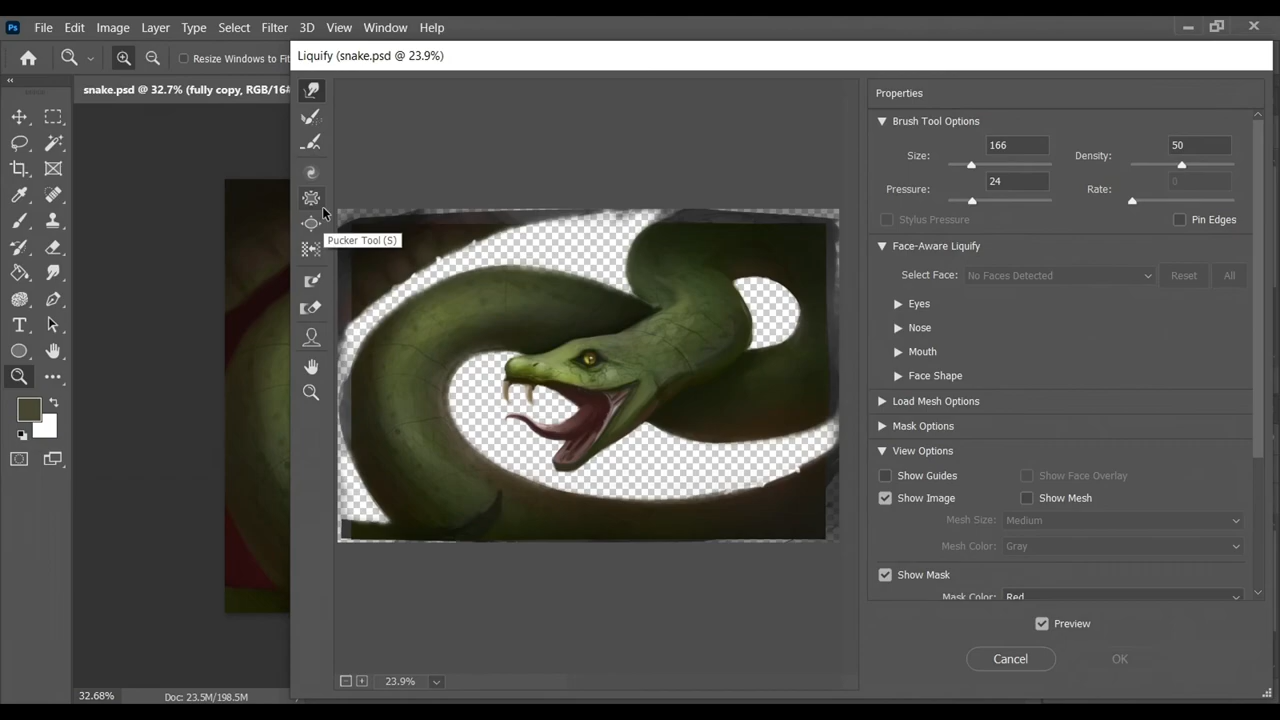 Ps File Edit Image Layer Type Select Filter 3D View Window Help
Liquify (snake.psd @ 23.9%)
Resize Windows to Fi
snake.psd @ 32.7% (fully copy, RGB/16#
Properties
Brush Tool Options
Size: 166 Density: 50
Pressure: 24 Rate: 0
Stylus Pressure Pin Edges
Pucker Tool (S)
Face-Aware Liquify
Select Face: No Faces Detected Reset All
Eyes
Nose
Mouth
Face Shape
Load Mesh Options
Mask Options
View Options
Show Guides Show Face Overlay
Show Image Show Mesh
Mesh Size: Medium
Mesh Color: Gray
Show Mask
Mask Color: Red
Preview
Cancel OK
23.9%
32.68% Doc: 23.5M/198.5M